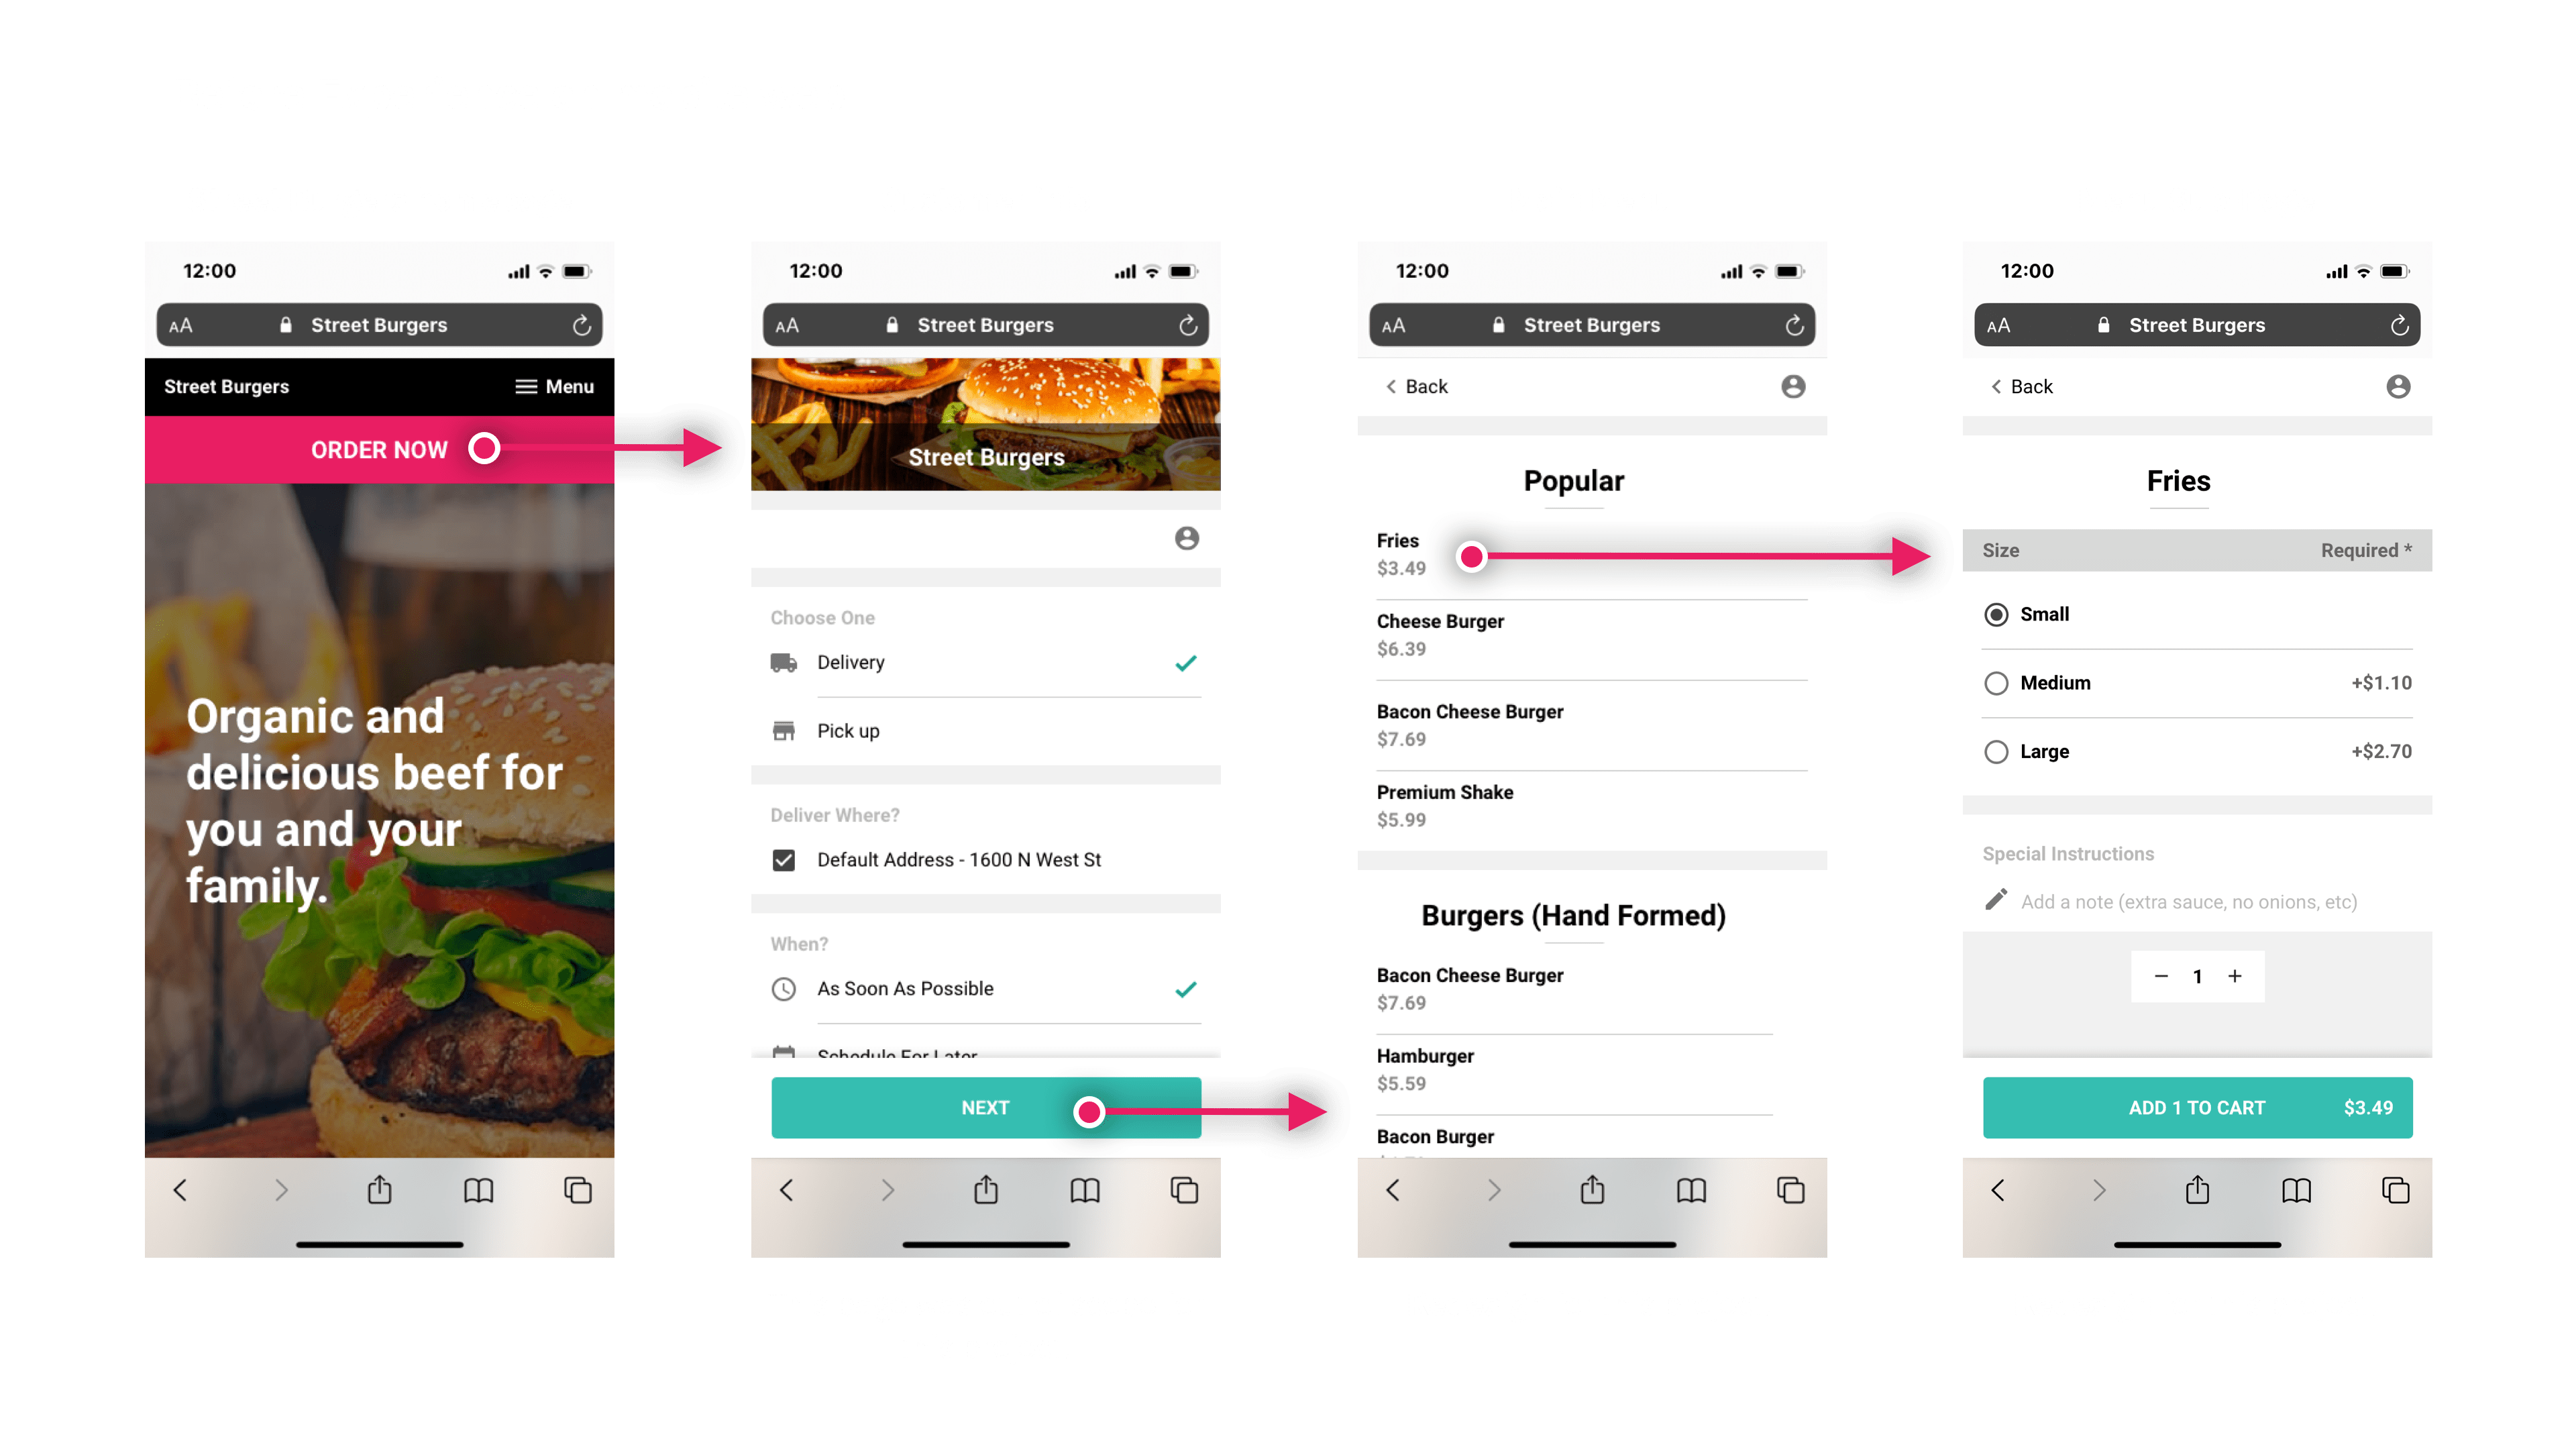 12:00
AA Street Burgers
Street Burgers Menu
ORDER NOW
Organic and
delicious beef for
you and your
family.
12:00
AA Street Burgers
Street Burgers
Choose One
Delivery
Pick up
Deliver Where?
Default Address - 1600 N West St
When?
As Soon As Possible
Schedule For Later
NEXT
12:00
AA Street Burgers
Back
Popular
Fries
$3.49
Cheese Burger
$6.39
Bacon Cheese Burger
$7.69
Premium Shake
$5.99
Burgers (Hand Formed)
Bacon Cheese Burger
$7.69
Hamburger
$5.59
Bacon Burger
12:00
AA Street Burgers
Back
Fries
Size Required *
Small
Medium +$1.10
Large +$2.70
Special Instructions
Add a note (extra sauce, no onions, etc)
− 1 +
ADD 1 TO CART $3.49